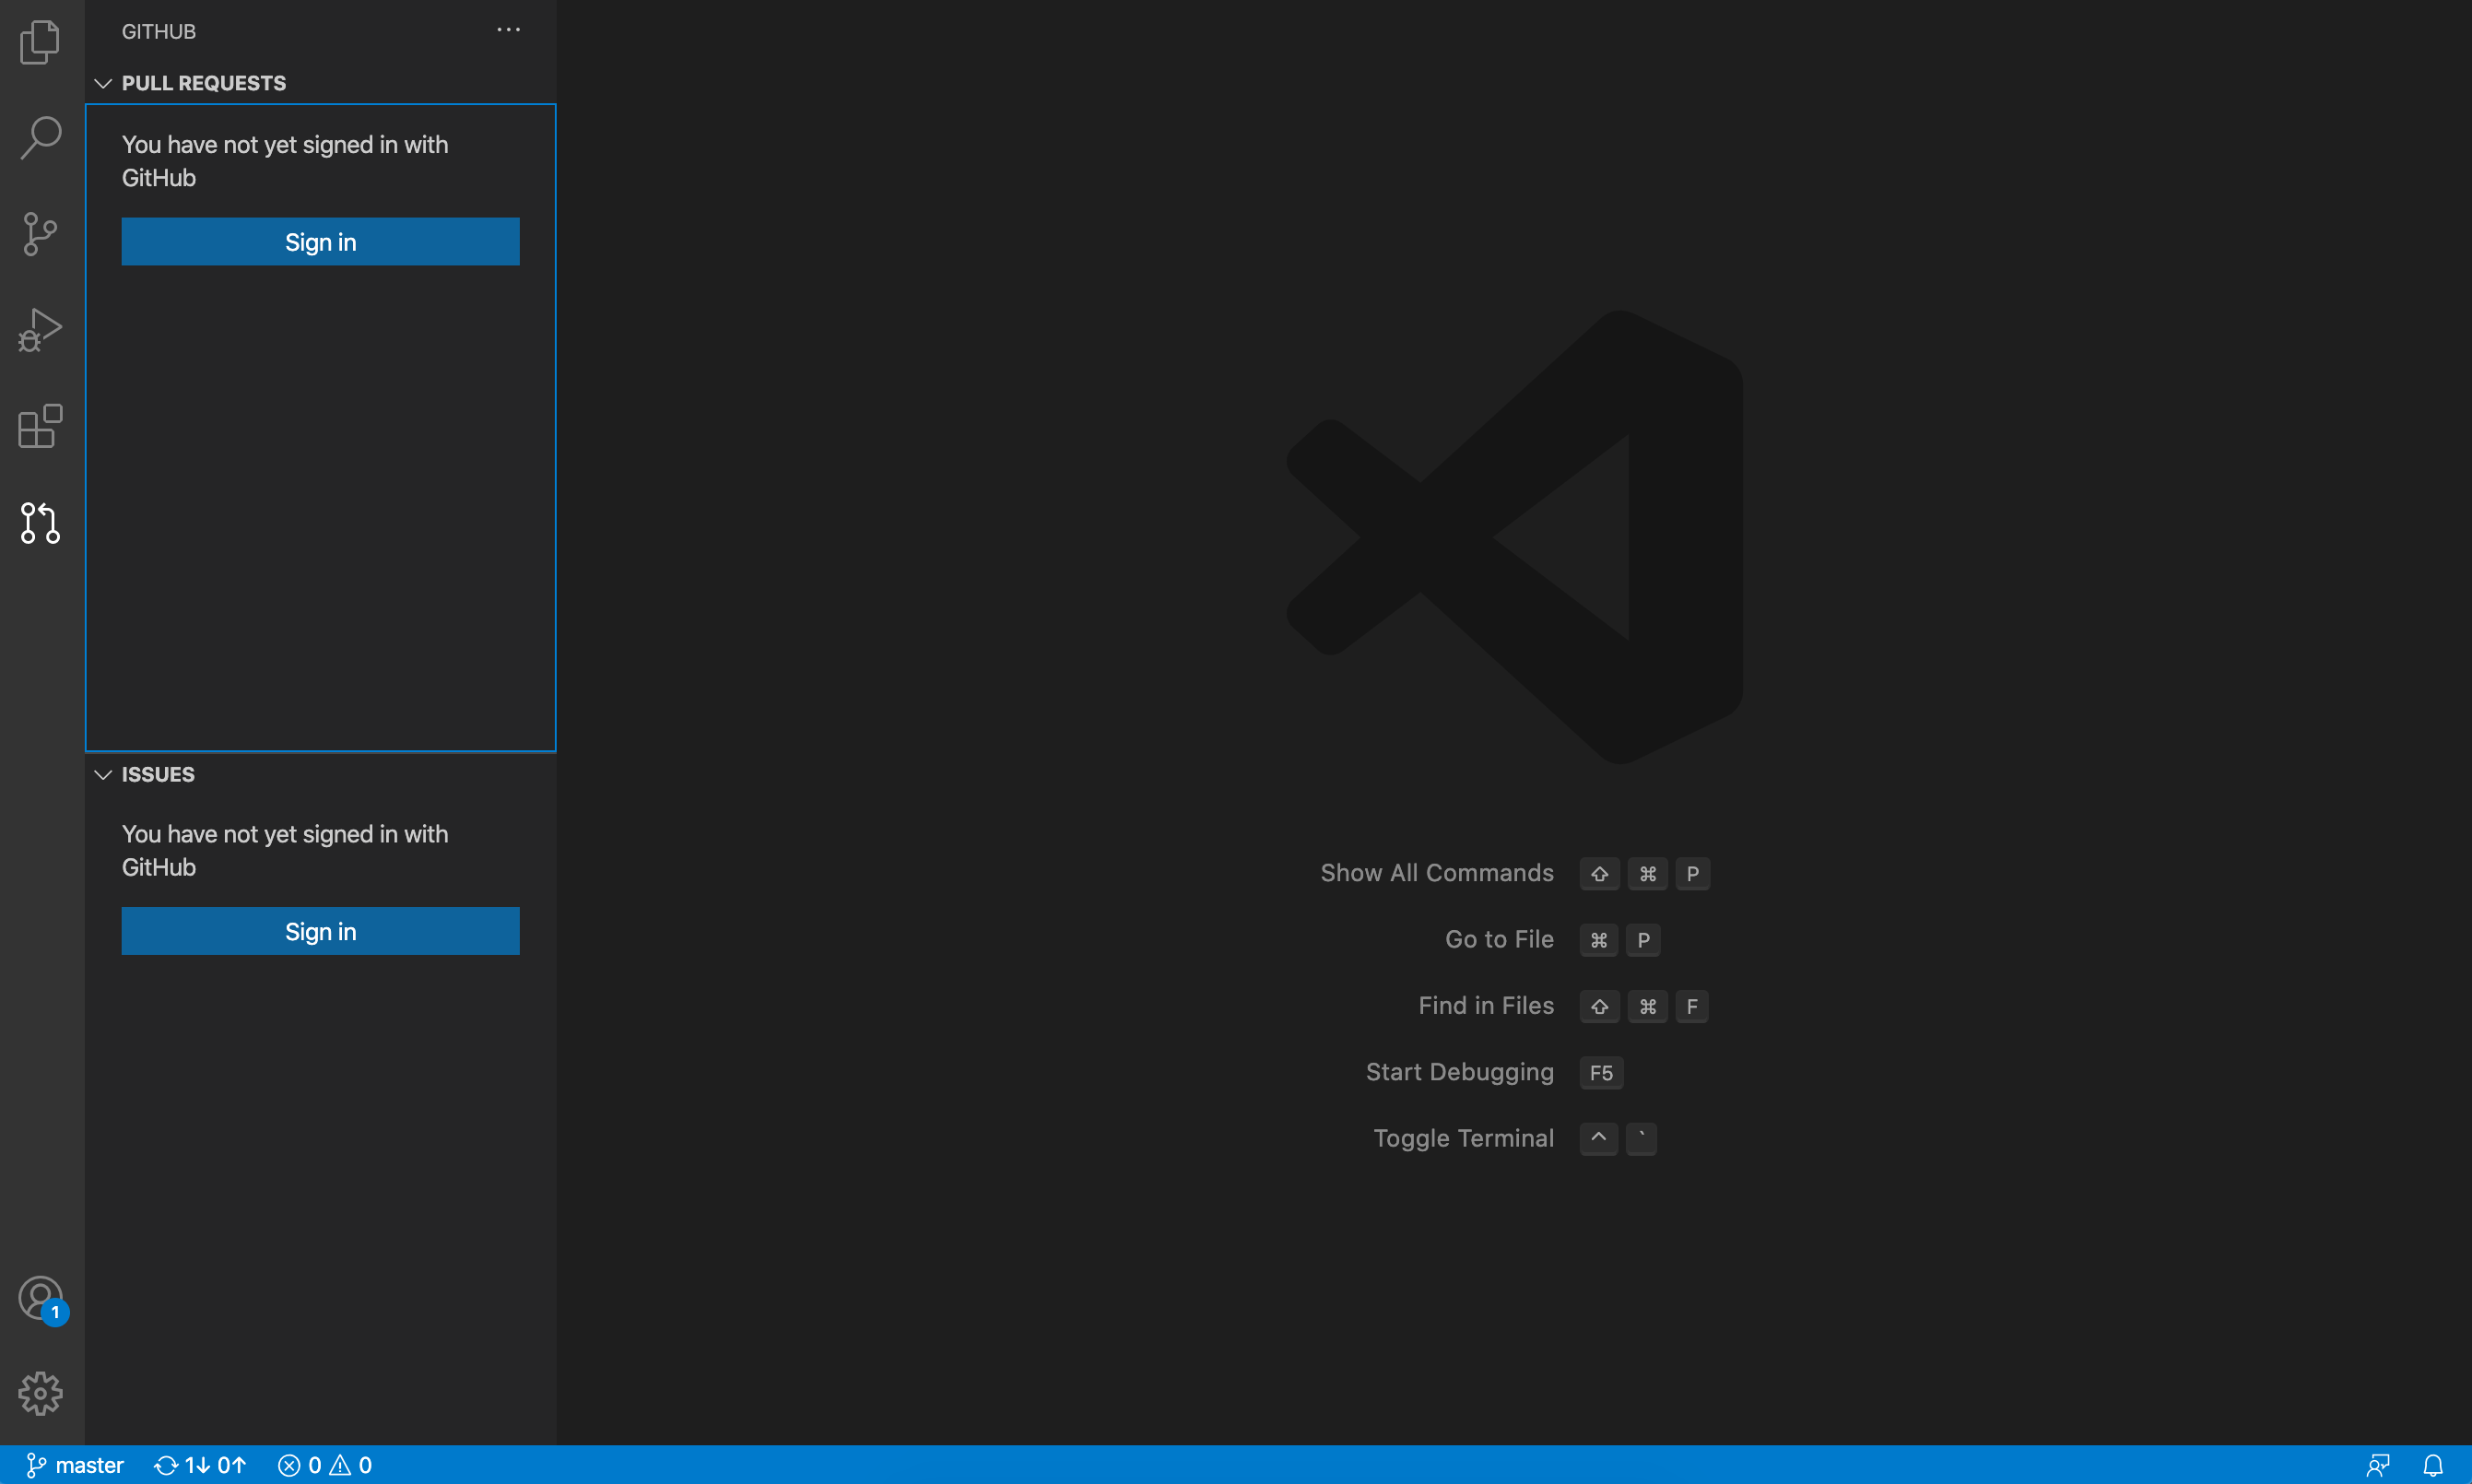 GITHUB ···
PULL REQUESTS
You have not yet signed in with
GitHub
Sign in
ISSUES
You have not yet signed in with
GitHub
Sign in
Show All Commands ⇧ ⌘ P
Go to File ⌘ P
Find in Files ⇧ ⌘ F
Start Debugging F5
Toggle Terminal ^ `
1
master 1↓ 0↑ 0 0